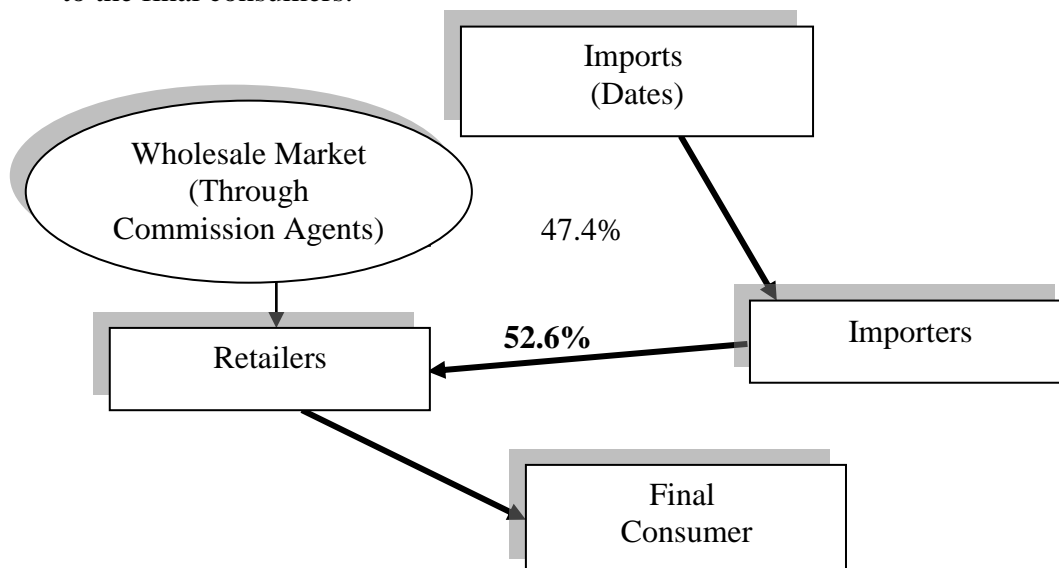 to the final consumers.
Imports
(Dates)
Wholesale Market
(Through
Commission Agents)
47.4%
52.6%
Importers
Retailers
Final
Consumer